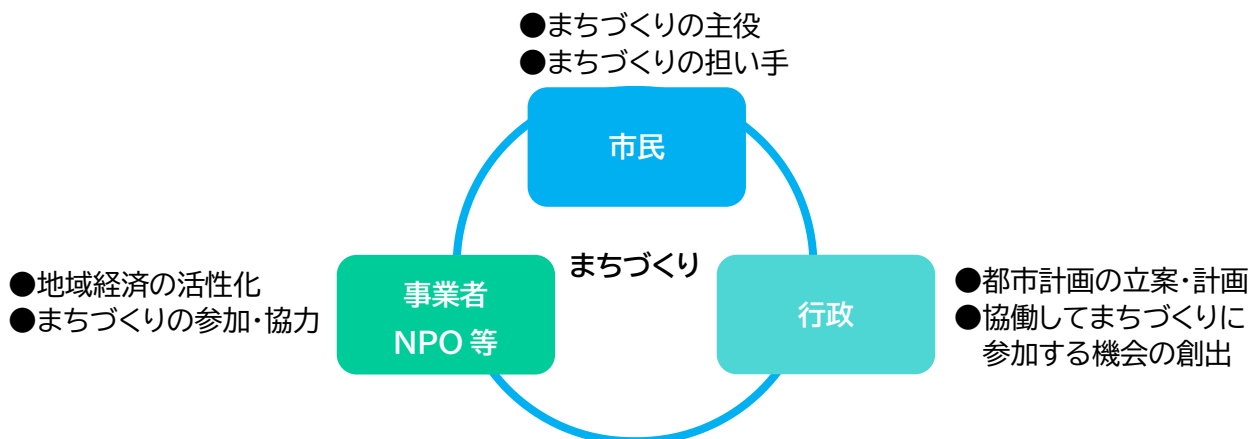 ●まちづくりの主役
●まちづくりの担い手
市民
まちづくり
●地域経済の活性化
●まちづくりの参加・協力
事業者
NPO 等
行政
●都市計画の立案・計画
●協働してまちづくりに
参加する機会の創出